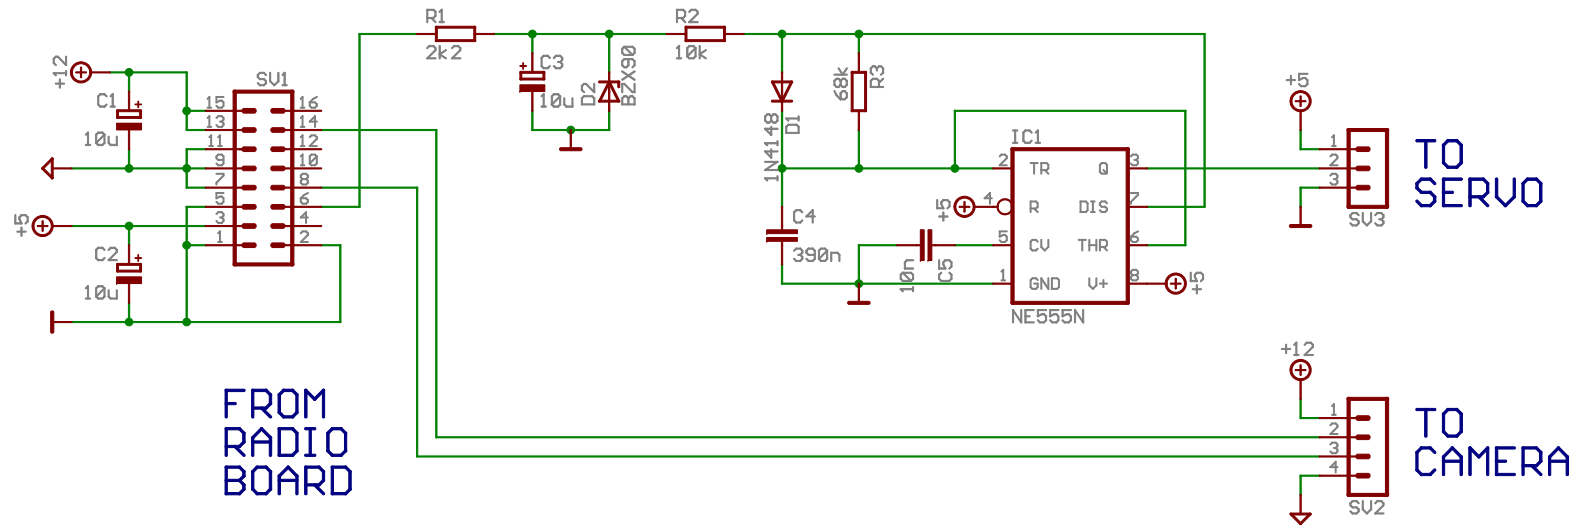 +12
C1
+
10u
+5
C2
+
10u
SV1
15
16
13
14
11
12
9
10
7
8
5
6
3
4
1
2
R1
2k2
C3
+
10u
D2
BZX90
R2
10k
1N4148
D1
68k
R3
C4
390n
10n
C5
+5
IC1
2
TR
Q
3
4
R
DIS
7
5
CV
THR
6
1
GND
V+
8
NE555N
+5
+5
1
2
3
SV3
TO
SERVO
+12
1
2
3
4
SV2
TO
CAMERA
FROM
RADIO
BOARD